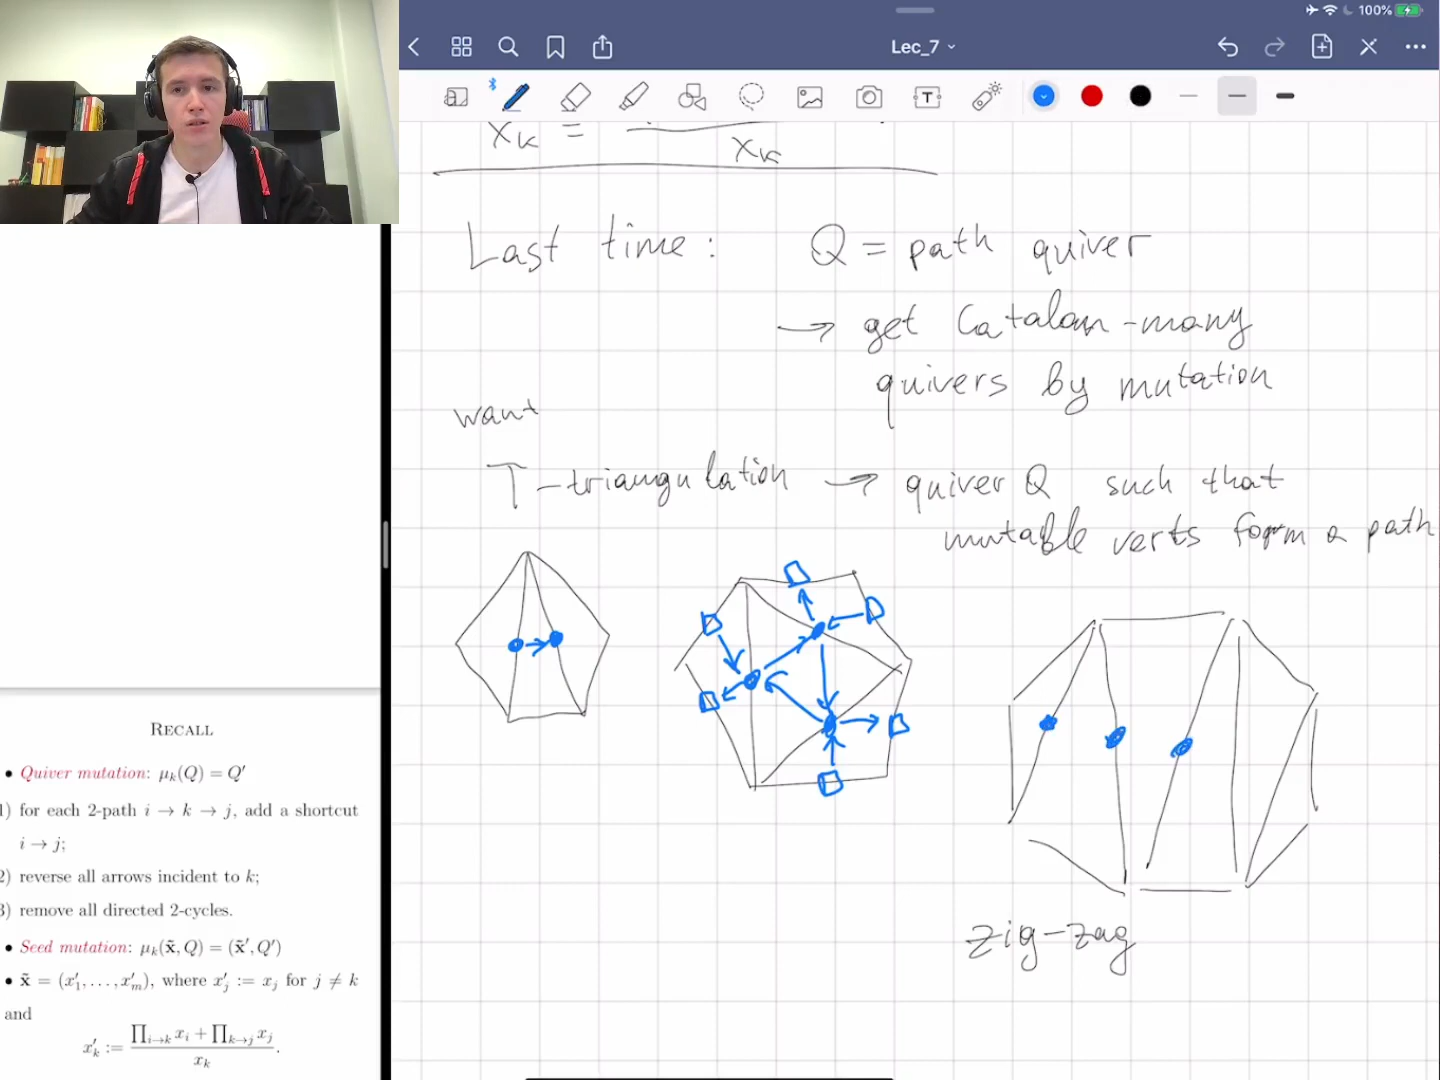 100%
Lec_7
T
x_k = x_k
Last time: Q = path quiver
→ get Catalan-many
quivers by mutation
want
T-triangulation → quiver Q such that
mutable verts form a path
zig-zag
RECALL
• Quiver mutation: μ_k(Q) = Q′
1) for each 2-path i → k → j, add a shortcut
i → j;
2) reverse all arrows incident to k;
3) remove all directed 2-cycles.
• Seed mutation: μ_k(x̃, Q) = (x̃′, Q′)
• x̃ = (x′_1, . . . , x′_m), where x′_j := x_j for j ≠ k
and
x′_k := (∏_{i→k} x_i + ∏_{k→j} x_j) / x_k.